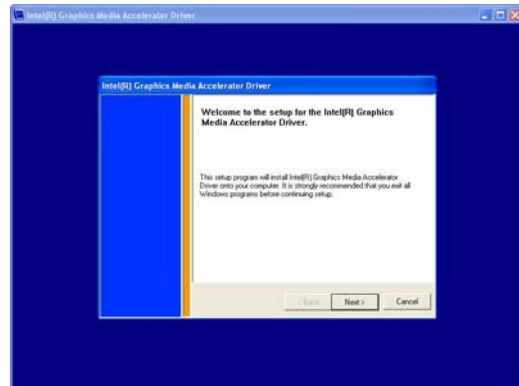 Intel(R) Graphics Media Accelerator Driver
Intel(R) Graphics Media Accelerator Driver
Welcome to the setup for the Intel(R) Graphics
Media Accelerator Driver.
This setup program will install Intel(R) Graphics Media Accelerator
Driver onto your computer. It is strongly recommended that you exit all
Windows programs before continuing setup.
< Back
Next >
Cancel